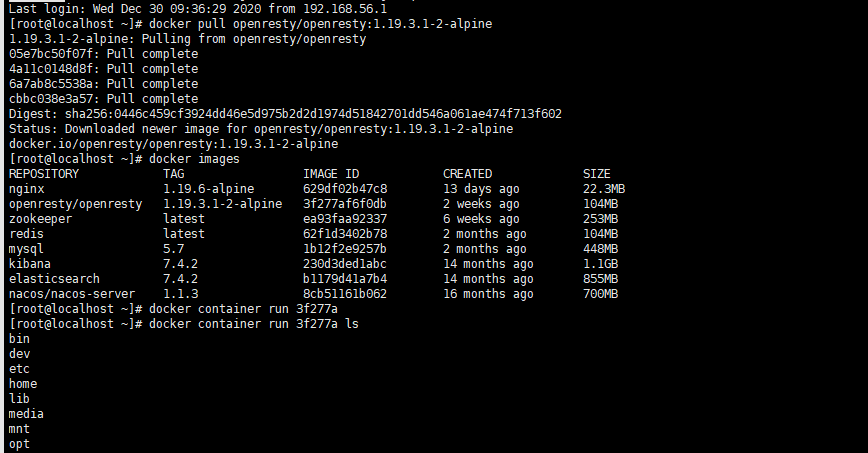 Last login: Wed Dec 30 09:36:29 2020 from 192.168.56.1
[root@localhost ~]# docker pull openresty/openresty:1.19.3.1-2-alpine
1.19.3.1-2-alpine: Pulling from openresty/openresty
05e7bc50f07f: Pull complete
4a11c0148d8f: Pull complete
6a7ab8c5538a: Pull complete
cbbc038e3a57: Pull complete
Digest: sha256:0446c459cf3924dd46e5d975b2d2d1974d51842701dd546a061ae474f713f602
Status: Downloaded newer image for openresty/openresty:1.19.3.1-2-alpine
docker.io/openresty/openresty:1.19.3.1-2-alpine
[root@localhost ~]# docker images
REPOSITORY TAG IMAGE ID CREATED SIZE
nginx 1.19.6-alpine 629df02b47c8 13 days ago 22.3MB
openresty/openresty 1.19.3.1-2-alpine 3f277af6f0db 2 weeks ago 104MB
zookeeper latest ea93faa92337 6 weeks ago 253MB
redis latest 62f1d3402b78 2 months ago 104MB
mysql 5.7 1b12f2e9257b 2 months ago 448MB
kibana 7.4.2 230d3ded1abc 14 months ago 1.1GB
elasticsearch 7.4.2 b1179d41a7b4 14 months ago 855MB
nacos/nacos-server 1.1.3 8cb51161b062 16 months ago 700MB
[root@localhost ~]# docker container run 3f277a
[root@localhost ~]# docker container run 3f277a ls
bin
dev
etc
home
lib
media
mnt
opt